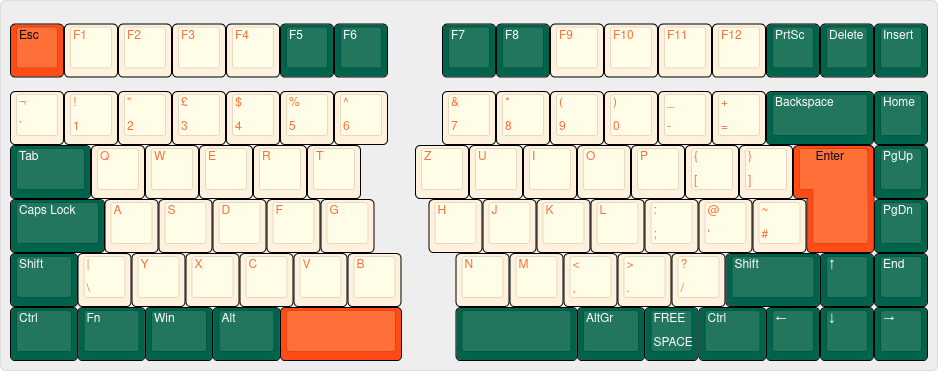 Esc F1 F2 F3 F4 F5 F6 F7 F8 F9 F10 F11 F12 PrtSc Delete Insert
¬ ! " £ $ % ^ & * ( ) _ + Backspace Home
` 1 2 3 4 5 6 7 8 9 0 - =
Tab Q W E R T Z U I O P { } Enter PgUp
[ ]
Caps Lock A S D F G H J K L : @ ~ PgDn
; ' #
Shift | Y X C V B N M < > ? Shift ↑ End
\ , . /
Ctrl Fn Win Alt AltGr FREE Ctrl ← ↓ →
SPACE